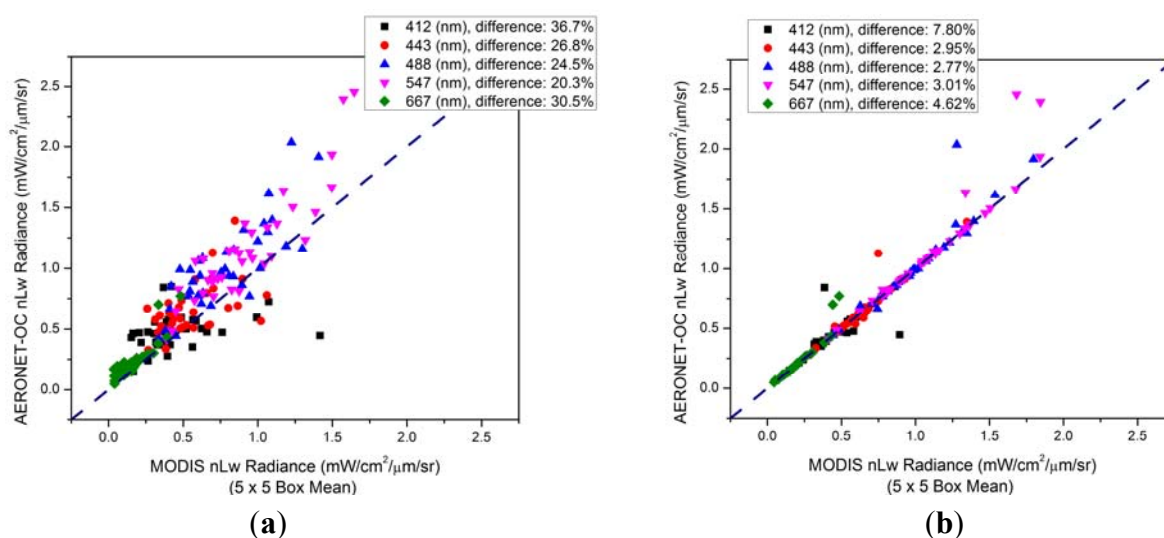 412 (nm), difference: 36.7%
443 (nm), difference: 26.8%
488 (nm), difference: 24.5%
547 (nm), difference: 20.3%
667 (nm), difference: 30.5%
AERONET-OC nLw Radiance (mW/cm²/μm/sr)
2.5
2.0
1.5
1.0
0.5
0.0
0.0 0.5 1.0 1.5 2.0 2.5
MODIS nLw Radiance (mW/cm²/μm/sr)
(5 x 5 Box Mean)
(a)
412 (nm), difference: 7.80%
443 (nm), difference: 2.95%
488 (nm), difference: 2.77%
547 (nm), difference: 3.01%
667 (nm), difference: 4.62%
AERONET-OC nLw Radiance (mW/cm²/μm/sr)
2.5
2.0
1.5
1.0
0.5
0.0
0.0 0.5 1.0 1.5 2.0 2.5
MODIS nLw Radiance (mW/cm²/μm/sr)
(5 x 5 Box Mean)
(b)